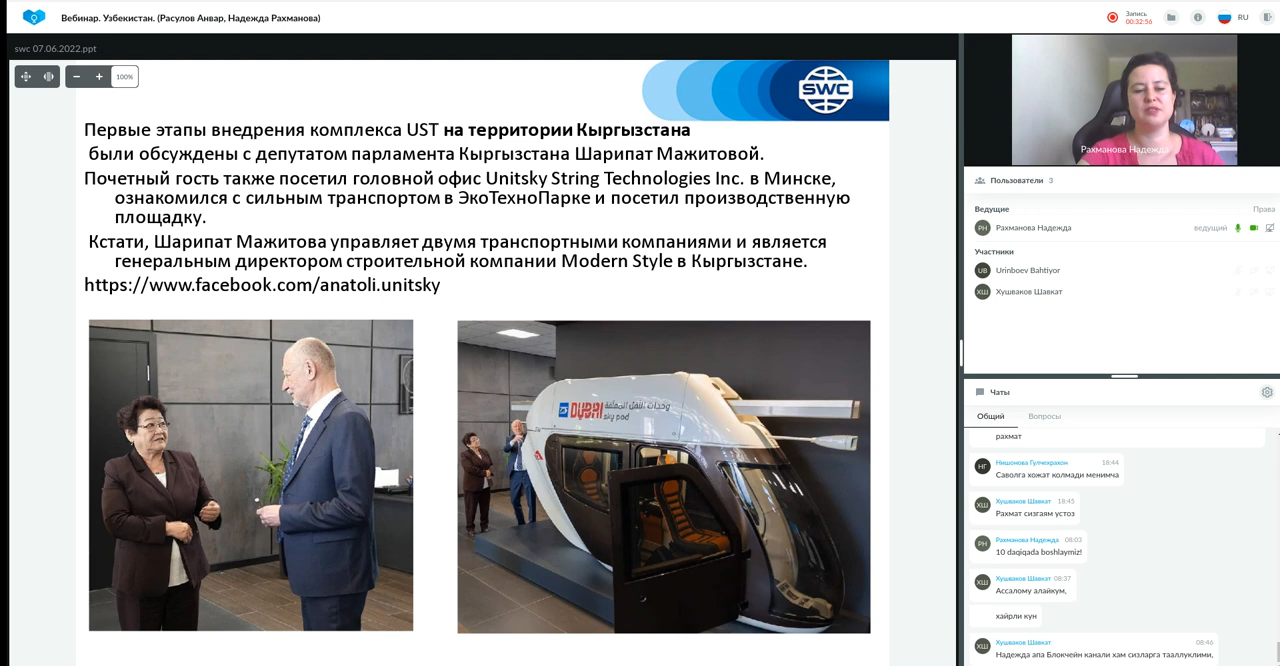 Вебинар. Узбекистан. (Расулов Анвар, Надежда Рахманова)
Запись
00:32:56
RU
swc 07.06.2022.ppt
100%
SWC
Первые этапы внедрения комплекса UST на территории Кыргызстана
были обсуждены с депутатом парламента Кыргызстана Шарипат Мажитовой.
Почетный гость также посетил головной офис Unitsky String Technologies Inc. в Минске,
ознакомился с сильным транспортом в ЭкоТехноПарке и посетил производственную
площадку.
Кстати, Шарипат Мажитова управляет двумя транспортными компаниями и является
генеральным директором строительной компании Modern Style в Кыргызстане.
https://www.facebook.com/anatoli.unitsky
DUBAI
sky pod
Рахманова Надежда
Пользователи 3
Ведущие Права
РН Рахманова Надежда ведущий
Участники
UB Urinboev Bahtiyor
ХШ Хушваков Шавкат
Чаты
Общий Вопросы
рахмат
НГ Нишонова Гулчехрахон 18:44
Саволга хожат колмади менимча
ХШ Хушваков Шавкат 18:45
Рахмат сизгаям устоз
РН Рахманова Надежда 08:03
10 daqiqada boshlaymiz!
ХШ Хушваков Шавкат 08:37
Ассалому алайкум,
хайрли кун
ХШ Хушваков Шавкат 08:46
Надежда апа Блокчейн канали хам сизларга тааллуклими,